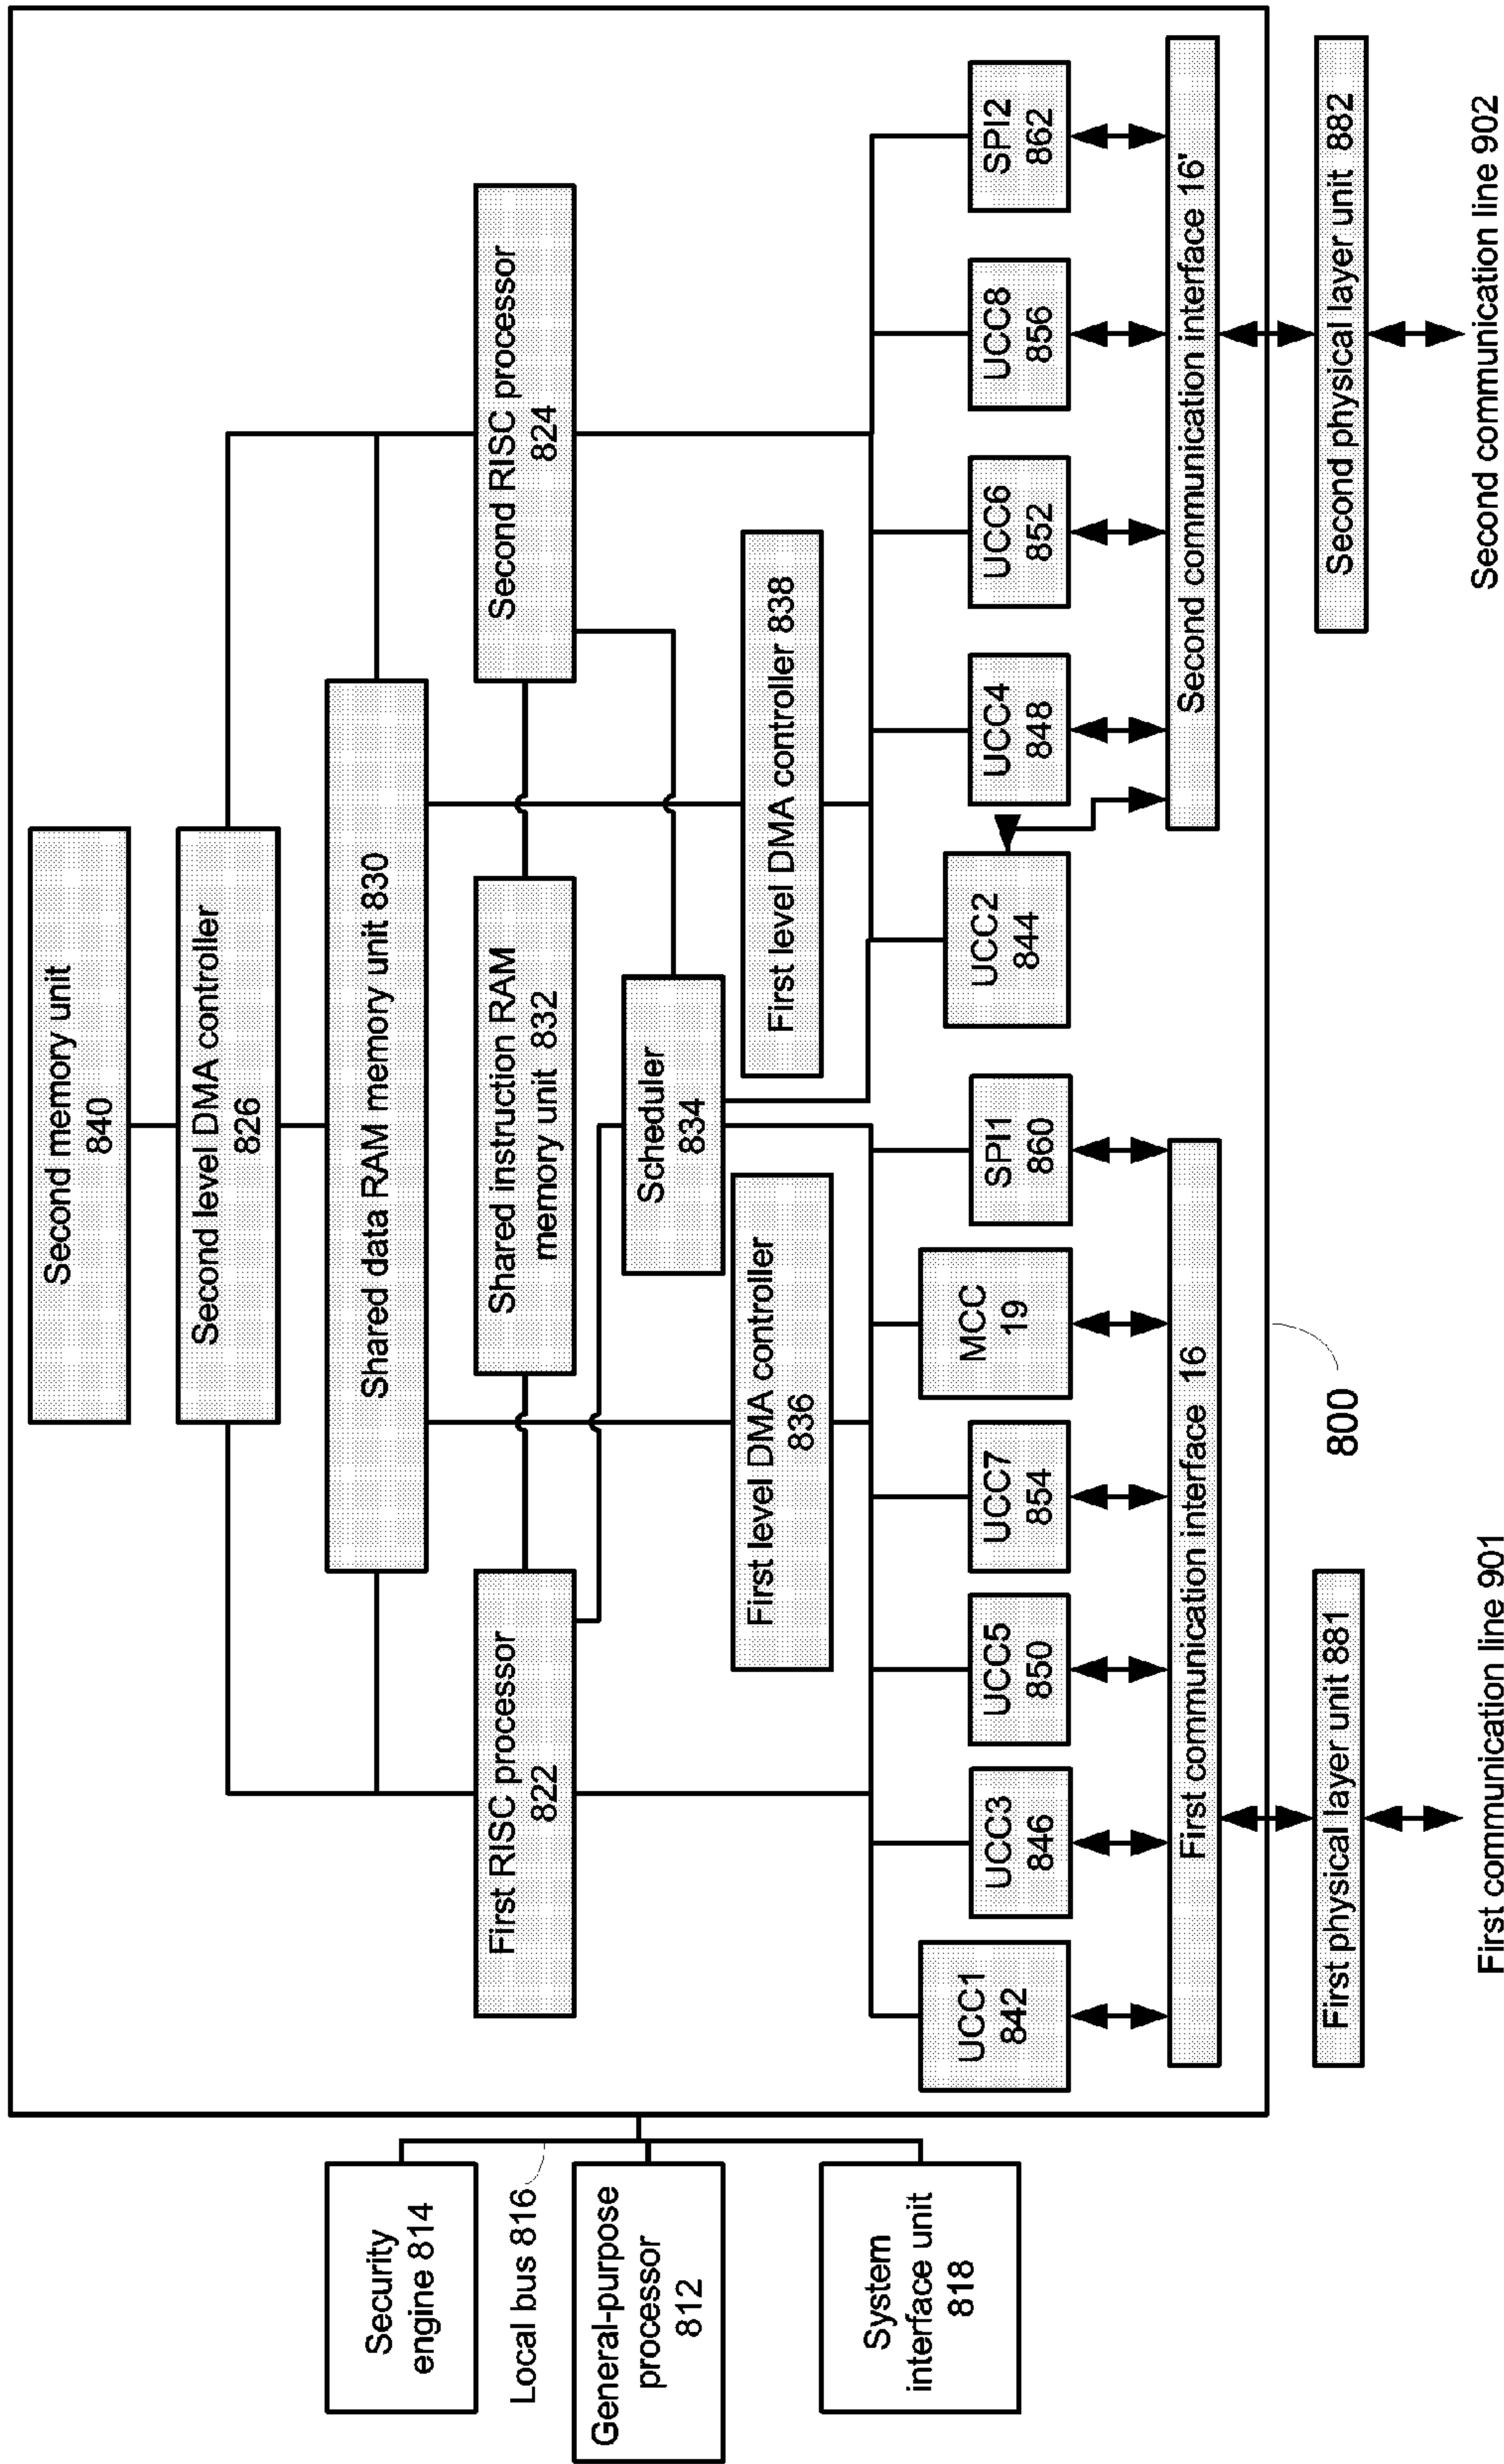 Second memory unit
840
Second level DMA controller
826
Shared data RAM memory unit 830
First RISC processor
822
Shared instruction RAM
memory unit 832
Second RISC processor
824
Scheduler
834
First level DMA controller
836
First level DMA controller 838
UCC1
842
UCC3
846
UCC5
850
UCC7
854
MCC
19
SPI1
860
UCC2
844
UCC4
848
UCC6
852
UCC8
856
SPI2
862
First communication interface 16
Second communication interface 16'
First physical layer unit 881
Second physical layer unit 882
First communication line 901
Second communication line 902
800
Security
engine 814
Local bus 816
General-purpose
processor
812
System
interface unit
818